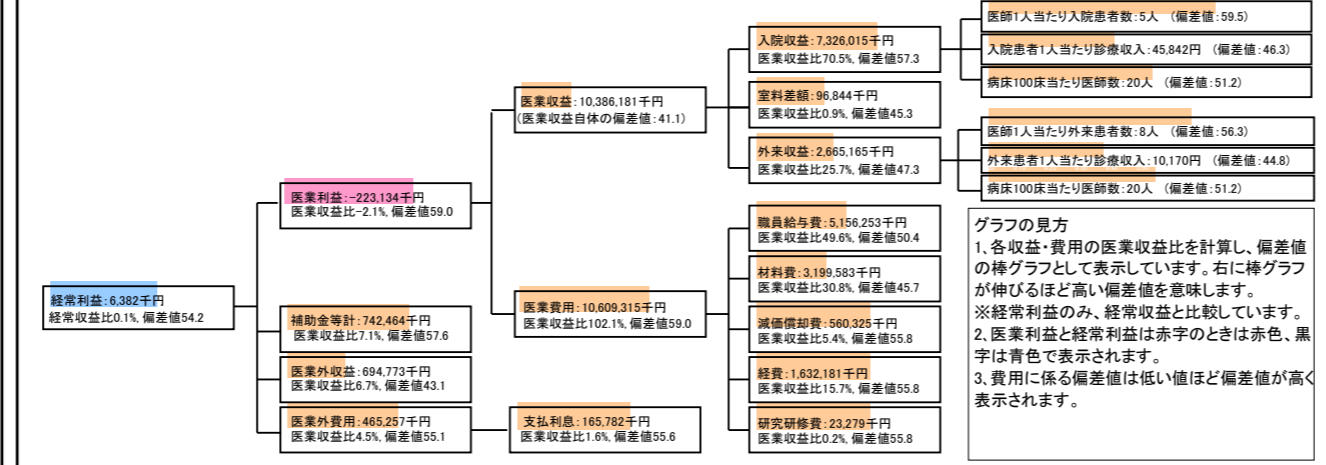 経常利益:6,382千円
経常収益比0.1%, 偏差値54.2
医業利益:-223,134千円
医業収益比-2.1%, 偏差値59.0
補助金等計:742,464千円
医業収益比7.1%, 偏差値57.6
医業外収益:694,773千円
医業収益比6.7%, 偏差値43.1
医業外費用:465,257千円
医業収益比4.5%, 偏差値55.1
支払利息:165,782千円
医業収益比1.6%, 偏差値55.6
医業収益:10,386,181千円
(医業収益自体の偏差値:41.1)
医業費用:10,609,315千円
医業収益比102.1%, 偏差値59.0
入院収益:7,326,015千円
医業収益比70.5%, 偏差値57.3
室料差額:96,844千円
医業収益比0.9%, 偏差値45.3
外来収益:2,665,165千円
医業収益比25.7%, 偏差値47.3
職員給与費:5,156,253千円
医業収益比49.6%, 偏差値50.4
材料費:3,199,583千円
医業収益比30.8%, 偏差値45.7
減価償却費:560,325千円
医業収益比5.4%, 偏差値55.8
経費:1,632,181千円
医業収益比15.7%, 偏差値55.8
研究研修費:23,279千円
医業収益比0.2%, 偏差値55.8
医師1人当たり入院患者数:5人 (偏差値:59.5)
入院患者1人当たり診療収入:45,842円 (偏差値:46.3)
病床100床当たり医師数:20人 (偏差値:51.2)
医師1人当たり外来患者数:8人 (偏差値:56.3)
外来患者1人当たり診療収入:10,170円 (偏差値:44.8)
病床100床当たり医師数:20人 (偏差値:51.2)
グラフの見方
1、各収益・費用の医業収益比を計算し、偏差値
の棒グラフとして表示しています。右に棒グラフ
が伸びるほど高い偏差値を意味します。
※経常利益のみ、経常収益と比較しています。
2、医業利益と経常利益は赤字のときは赤色、黒
字は青色で表示されます。
3、費用に係る偏差値は低い値ほど偏差値が高く
表示されます。